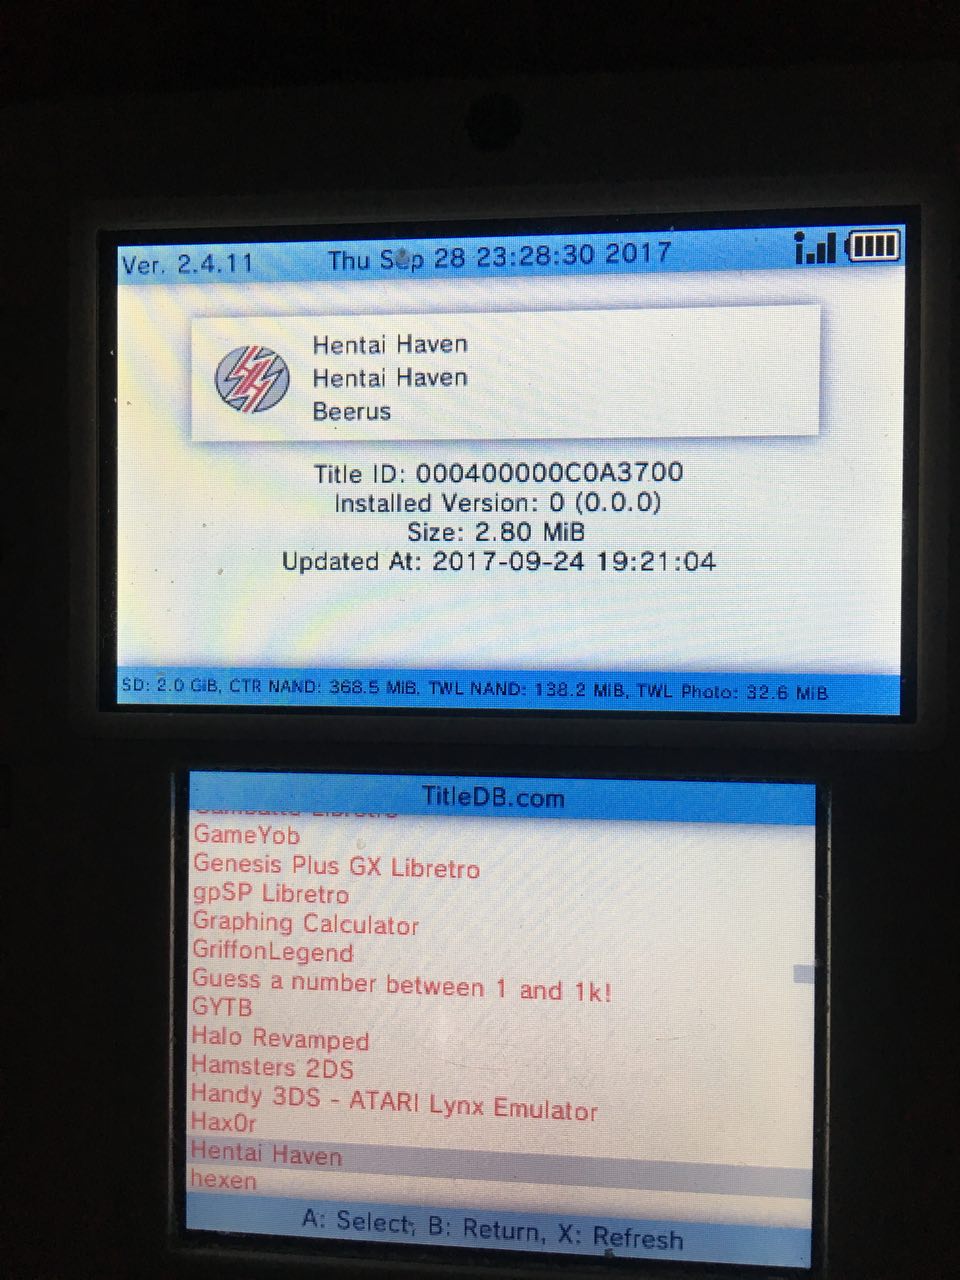 Ver. 2.4.11 Thu Sep 28 23:28:30 2017
Hentai Haven
Hentai Haven
Beerus
Title ID: 000400000C0A3700
Installed Version: 0 (0.0.0)
Size: 2.80 MiB
Updated At: 2017-09-24 19:21:04
SD: 2.0 GiB, CTR NAND: 368.5 MiB, TWL NAND: 138.2 MiB, TWL Photo: 32.6 MiB
TitleDB.com
GameYob
Genesis Plus GX Libretro
gpSP Libretro
Graphing Calculator
GriffonLegend
Guess a number between 1 and 1k!
GYTB
Halo Revamped
Hamsters 2DS
Handy 3DS - ATARI Lynx Emulator
Hax0r
Hentai Haven
hexen
A: Select, B: Return, X: Refresh